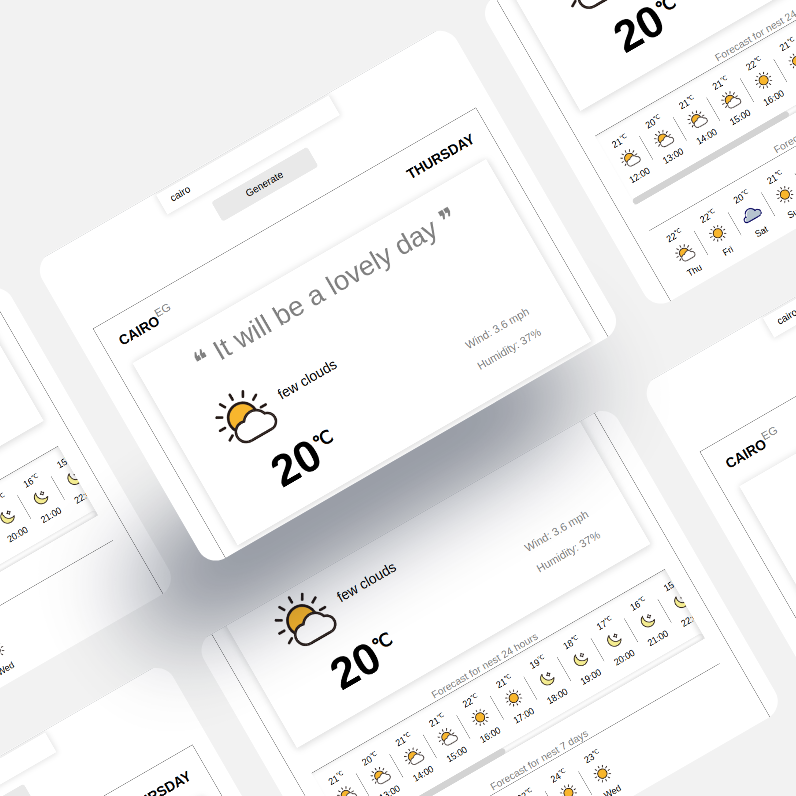 cairo
Generate
THURSDAY
CAIRO EG
❝ It will be a lovely day ❞
few clouds
20°C
Wind: 3.6 mph
Humidity: 37%
20°C
Forecast for nest 24
21°C 20°C 21°C 21°C 22°C 21°C
12:00 13:00 14:00 15:00 16:00
22°C 22°C 20°C 21°C
Thu Fri Sat
16°C 15
20:00 21:00 22:
Wed
few clouds
20°C
Wind: 3.6 mph
Humidity: 37%
Forecast for nest 24 hours
21°C 20°C 21°C 21°C 22°C 21°C 19°C 18°C 17°C 16°C 15
13:00 14:00 15:00 16:00 17:00 18:00 19:00 20:00 21:00 22:
Forecast for nest 7 days
24°C 23°C
Wed
cairo
CAIRO EG